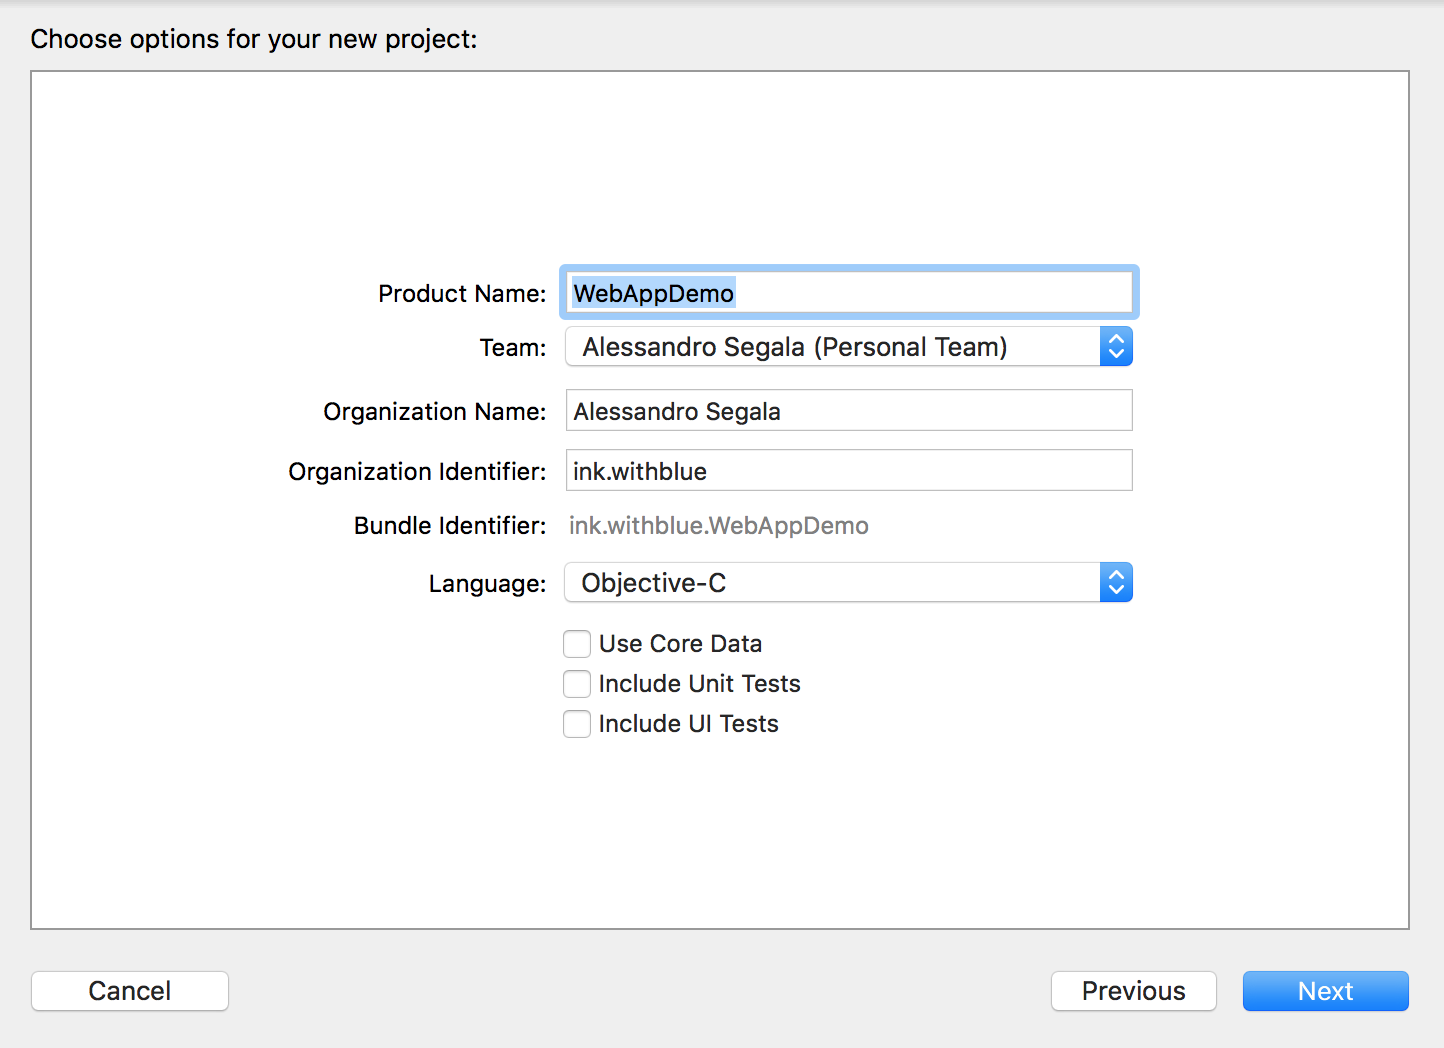 Choose options for your new project:
Product Name: WebAppDemo
Team: Alessandro Segala (Personal Team)
Organization Name: Alessandro Segala
Organization Identifier: ink.withblue
Bundle Identifier: ink.withblue.WebAppDemo
Language: Objective-C
Use Core Data
Include Unit Tests
Include UI Tests
Cancel Previous Next